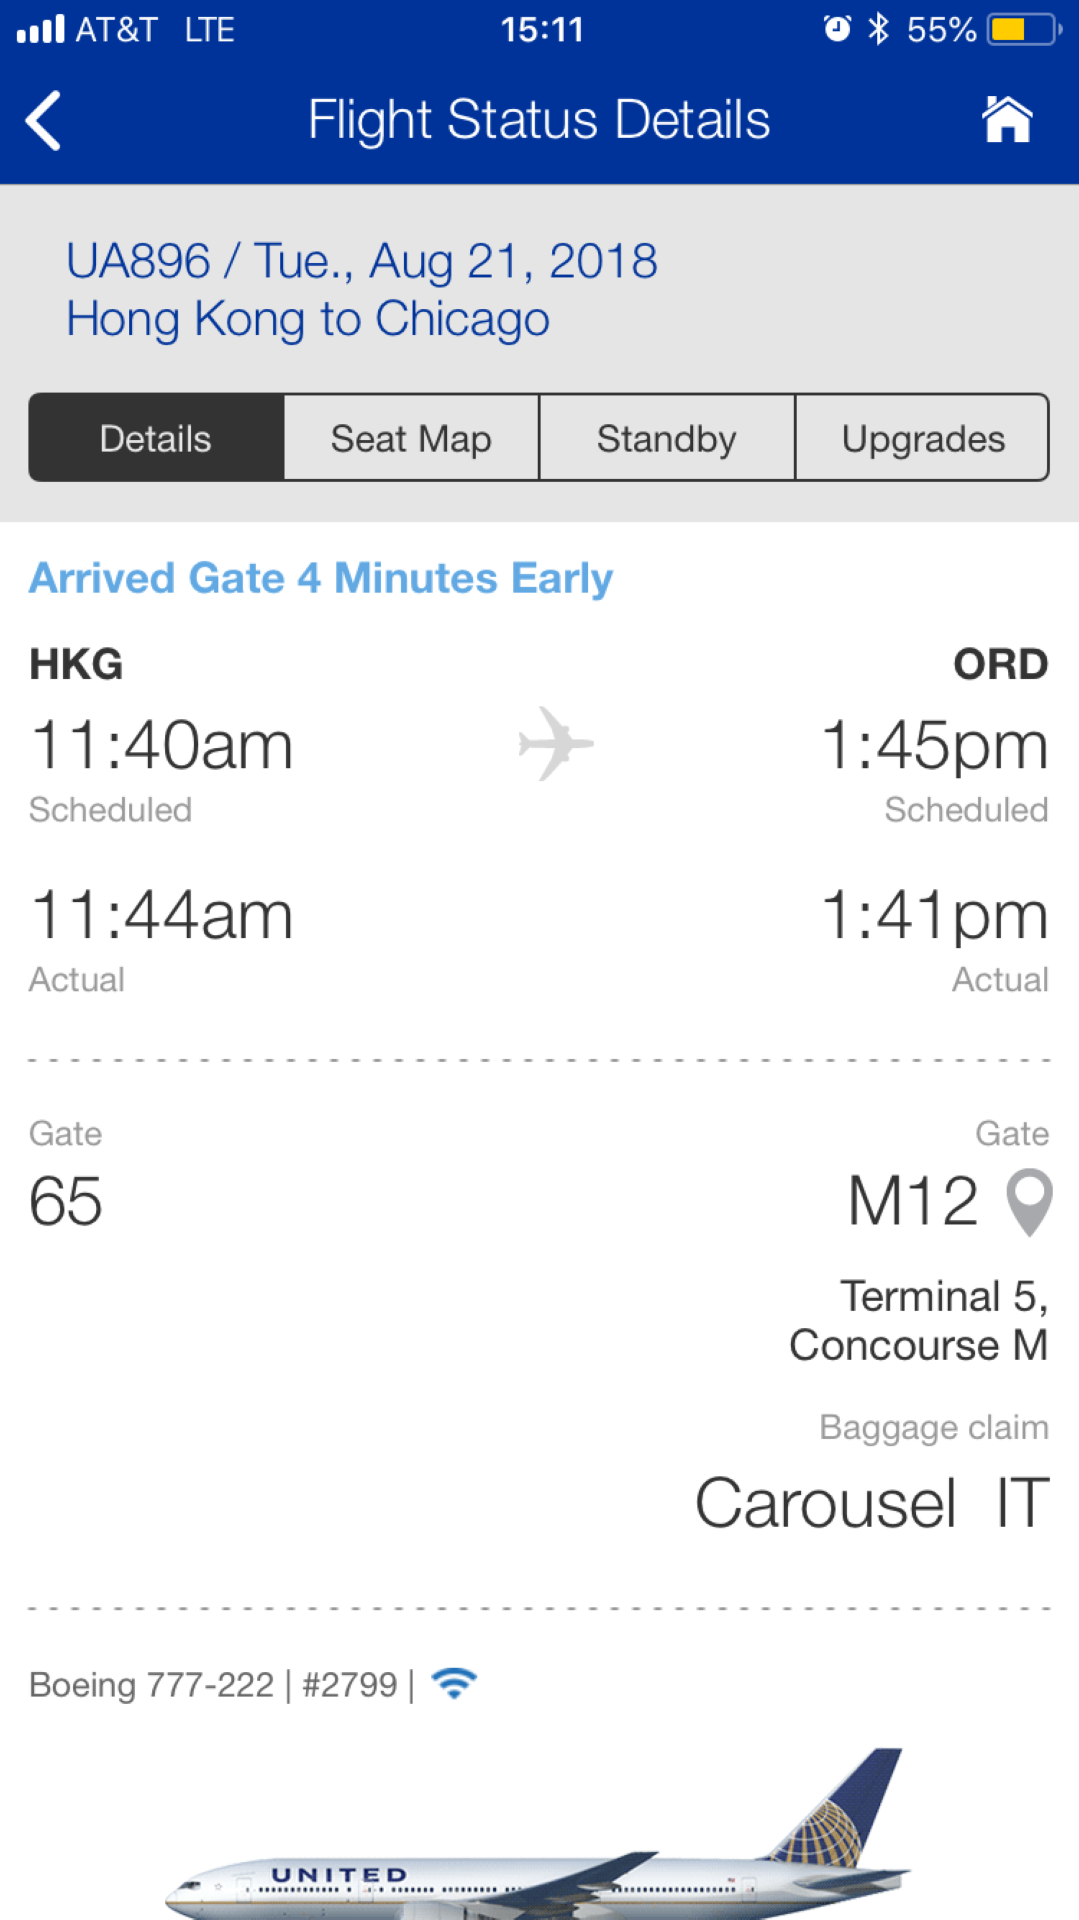 AT&T LTE 15:11 55%
Flight Status Details
UA896 / Tue., Aug 21, 2018
Hong Kong to Chicago
Details Seat Map Standby Upgrades
Arrived Gate 4 Minutes Early
HKG ORD
11:40am 1:45pm
Scheduled Scheduled
11:44am 1:41pm
Actual Actual
Gate Gate
65 M12
Terminal 5,
Concourse M
Baggage claim
Carousel IT
Boeing 777-222 | #2799 |
UNITED